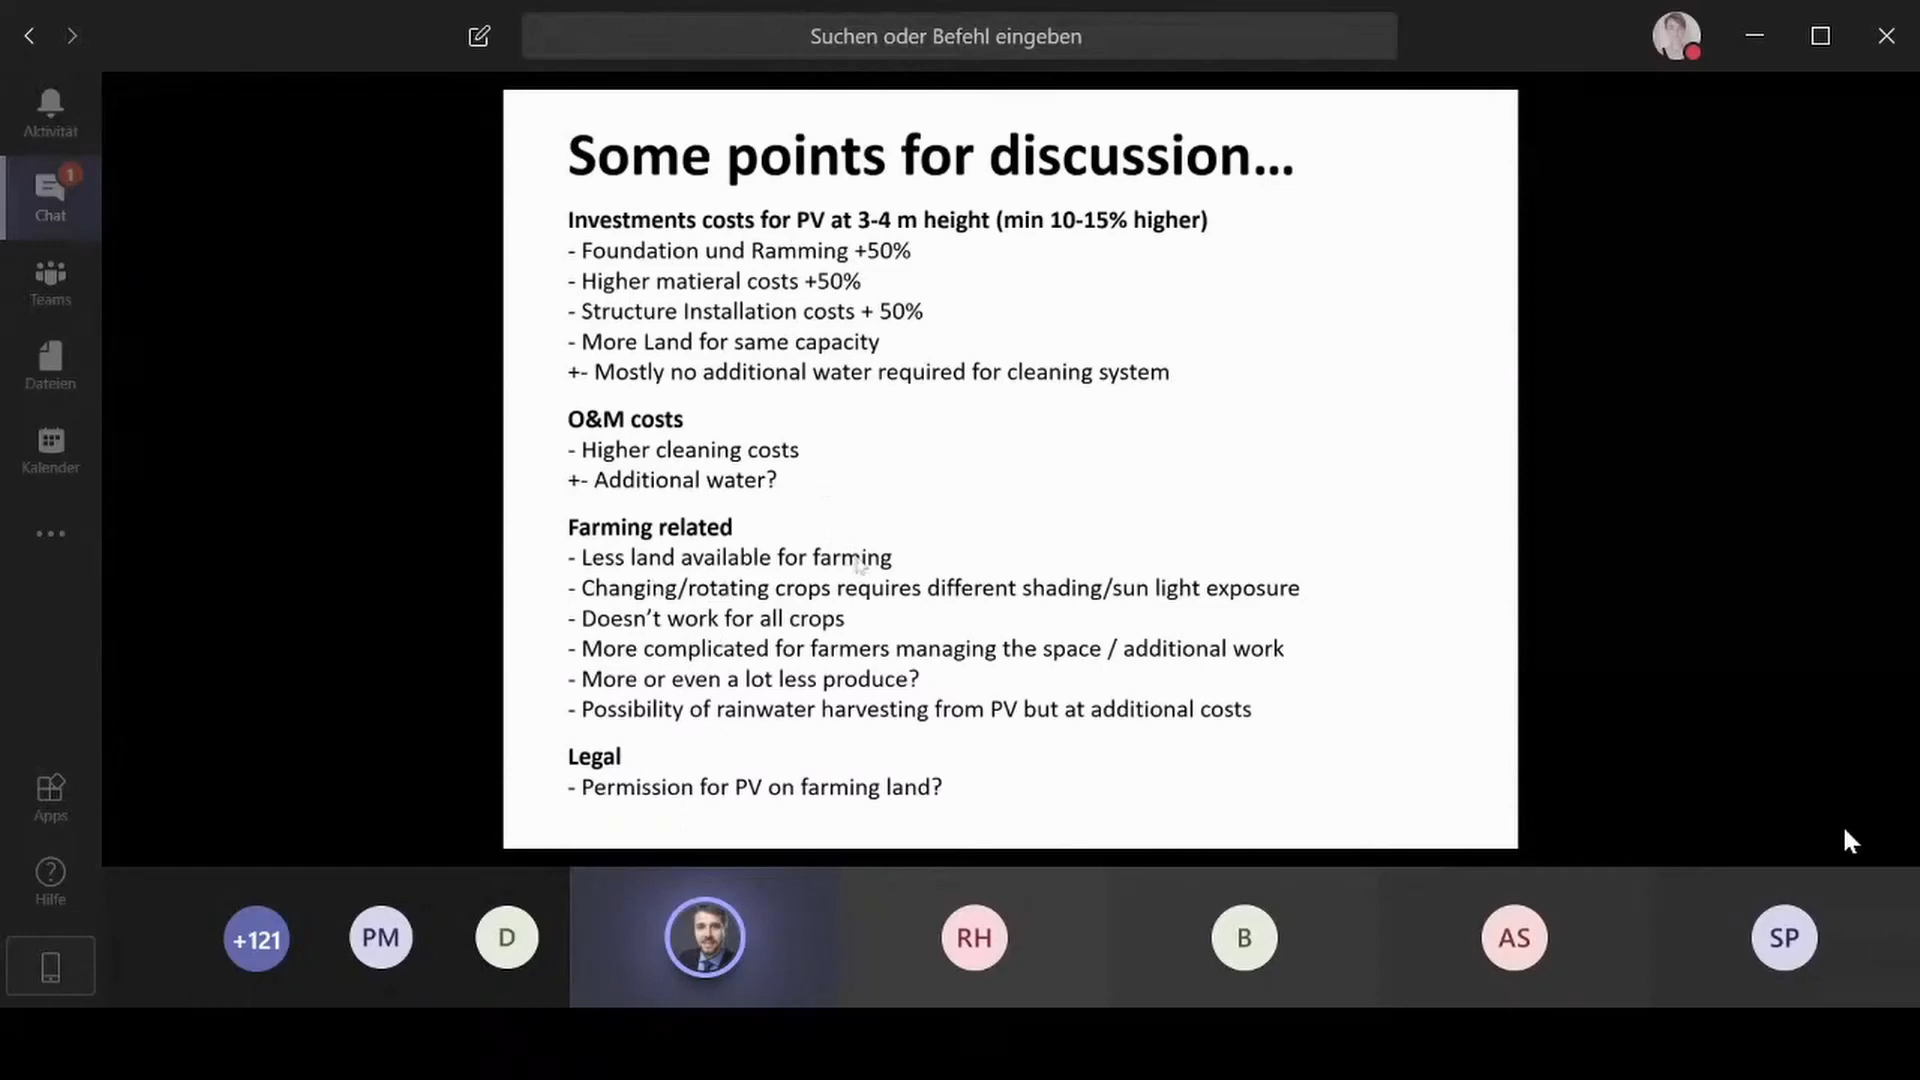 Suchen oder Befehl eingeben
Aktivität
1
Chat
Teams
Dateien
Kalender
Apps
Hilfe
Some points for discussion...
Investments costs for PV at 3-4 m height (min 10-15% higher)
- Foundation und Ramming +50%
- Higher matieral costs +50%
- Structure Installation costs + 50%
- More Land for same capacity
+- Mostly no additional water required for cleaning system
O&M costs
- Higher cleaning costs
+- Additional water?
Farming related
- Less land available for farming
- Changing/rotating crops requires different shading/sun light exposure
- Doesn't work for all crops
- More complicated for farmers managing the space / additional work
- More or even a lot less produce?
- Possibility of rainwater harvesting from PV but at additional costs
Legal
- Permission for PV on farming land?
+121
PM
D
RH
B
AS
SP